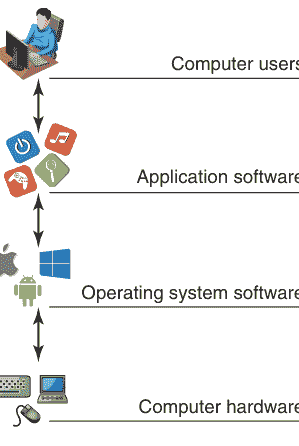 Computer users
Application software
Operating system software
Computer hardware